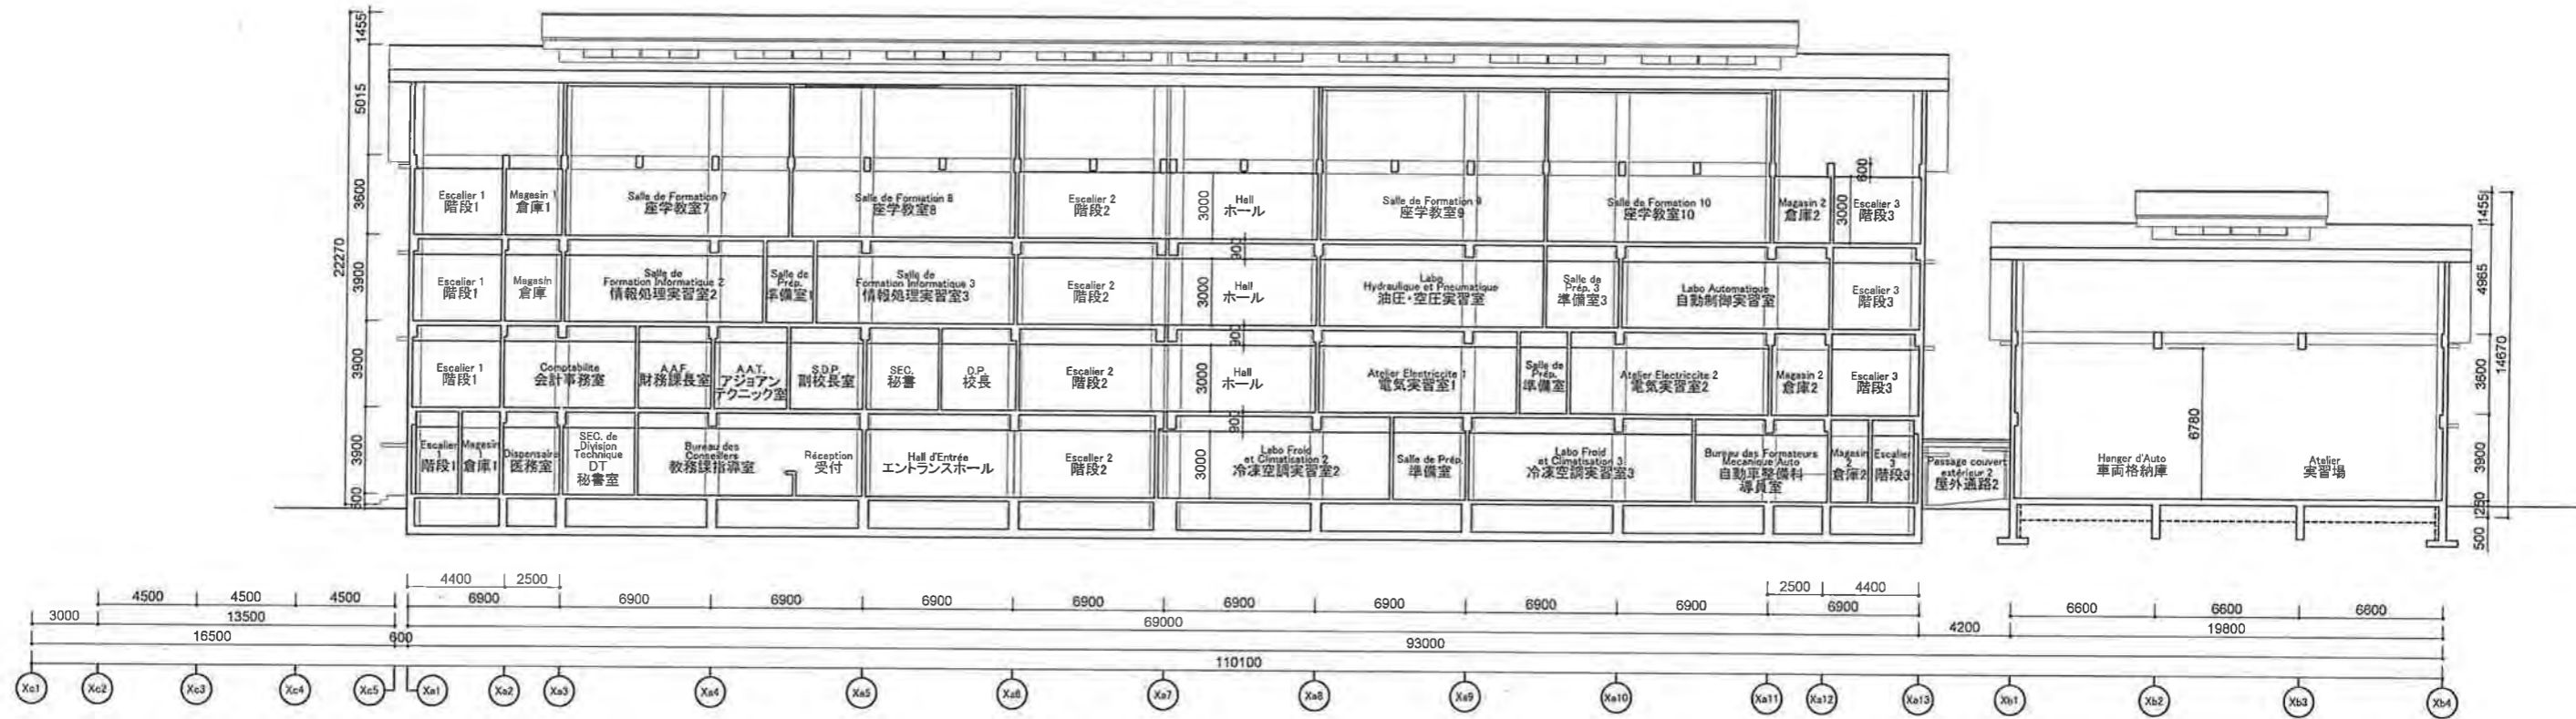 1455
5015
3600
3900
3900
3900
600
22270
Escalier 1
階段1
Magasin 1
倉庫1
Salle de Formation 7
座学教室7
Salle de Formation 8
座学教室8
Escalier 2
階段2
3000
Hall
ホール
Salle de Formation 9
座学教室9
Salle de Formation 10
座学教室10
Magasin 2
倉庫2
600
3000
Escalier 3
階段3
900
Escalier 1
階段1
Magasin
倉庫
Salle de
Formation Informatique 2
情報処理実習室2
Salle de
Prép.
準備室1
Salle de
Formation Informatique 3
情報処理実習室3
Escalier 2
階段2
3000
Hall
ホール
Labo
Hydraulique et Pneumatique
油圧・空圧実習室
Salle de
Prép. 3
準備室3
Labo Automatique
自動制御実習室
Escalier 3
階段3
900
Escalier 1
階段1
Comptabilite
会計事務室
A.A.F.
財務課長室
A.A.T.
アジョアン
テクニック室
S.D.P.
副校長室
SEC.
秘書
D.P.
校長
Escalier 2
階段2
3000
Hall
ホール
Atelier Electriccite 1
電気実習室1
Salle de
Prép.
準備室
Atelier Electriccite 2
電気実習室2
Magasin 2
倉庫2
Escalier 3
階段3
900
Escalier
1
階段1
Magasin
1
倉庫1
Dispensaire
医務室
SEC. de
Division
Technique
DT
秘書室
Bureau des
Conseillers
教務課指導室
Réception
受付
Hall d'Entrée
エントランスホール
Escalier 2
階段2
3000
Labo Froid
et Climatisation 2
冷凍空調実習室2
Salle de Prép.
準備室
Labo Froid
et Climatisation 3
冷凍空調実習室3
Bureau des Formateurs
Mecanique Auto
自動車整備科
導員室
Magasin
2
倉庫2
Escalier
3
階段3
Passage couvert
extérieur 2
屋外通路2
6780
Hanger d'Auto
車両格納庫
Atelier
実習場
1455
4965
3600
3900
1280
500
14670
4400 2500 2500 4400
4500 4500 4500 6900 6900 6900 6900 6900 6900 6900 6900 6900 6900 6600 6600 6600
3000 13500 69000 4200 19800
16500 600 93000
110100
Xc1 Xc2 Xc3 Xc4 Xc5 Xa1 Xa2 Xa3 Xa4 Xa5 Xa6 Xa7 Xa8 Xa9 Xa10 Xa11 Xa12 Xa13 Xb1 Xb2 Xb3 Xb4